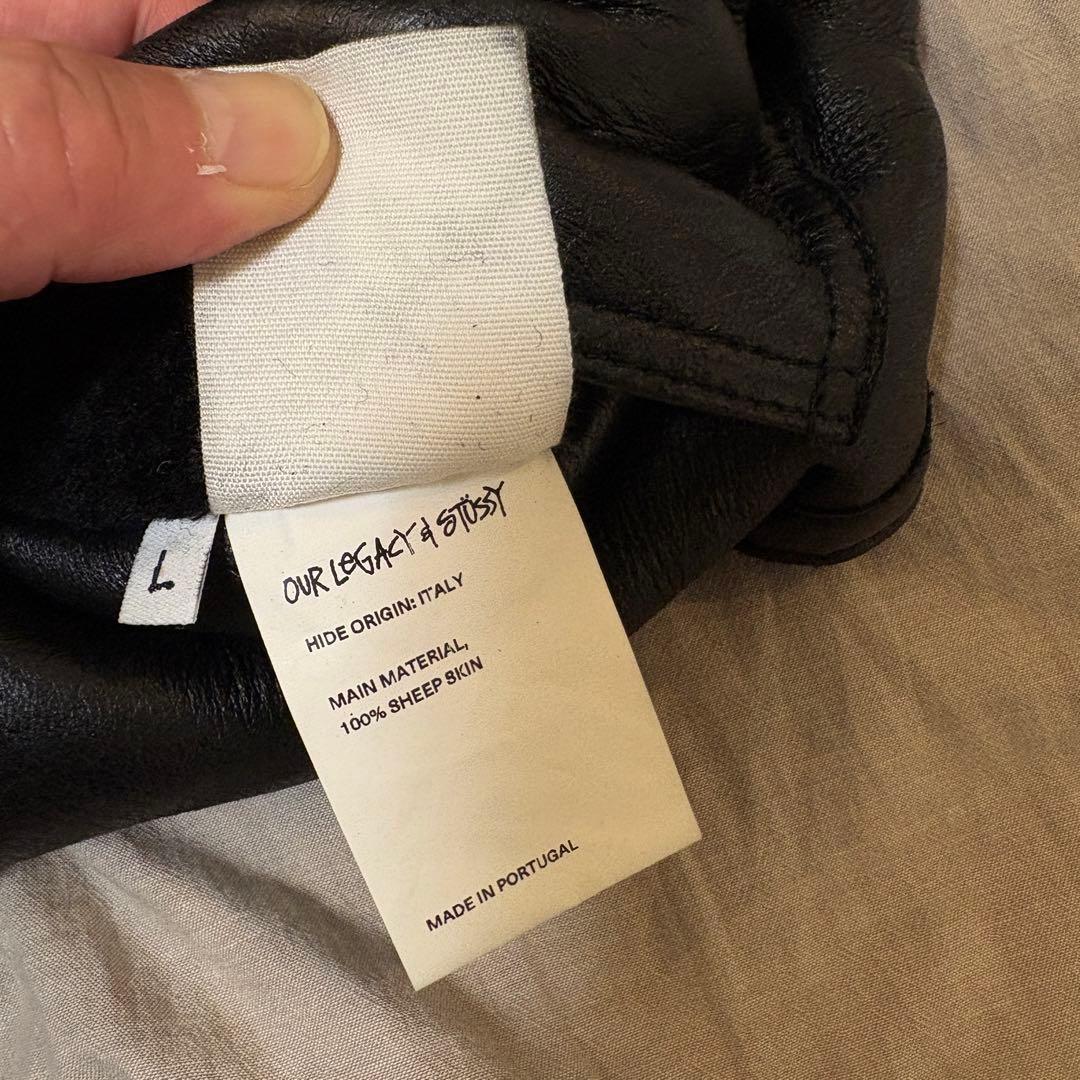 OUR LEGACY & STÜSSY
HIDE ORIGIN: ITALY
MAIN MATERIAL,
100% SHEEP SKIN
L
MADE IN PORTUGAL